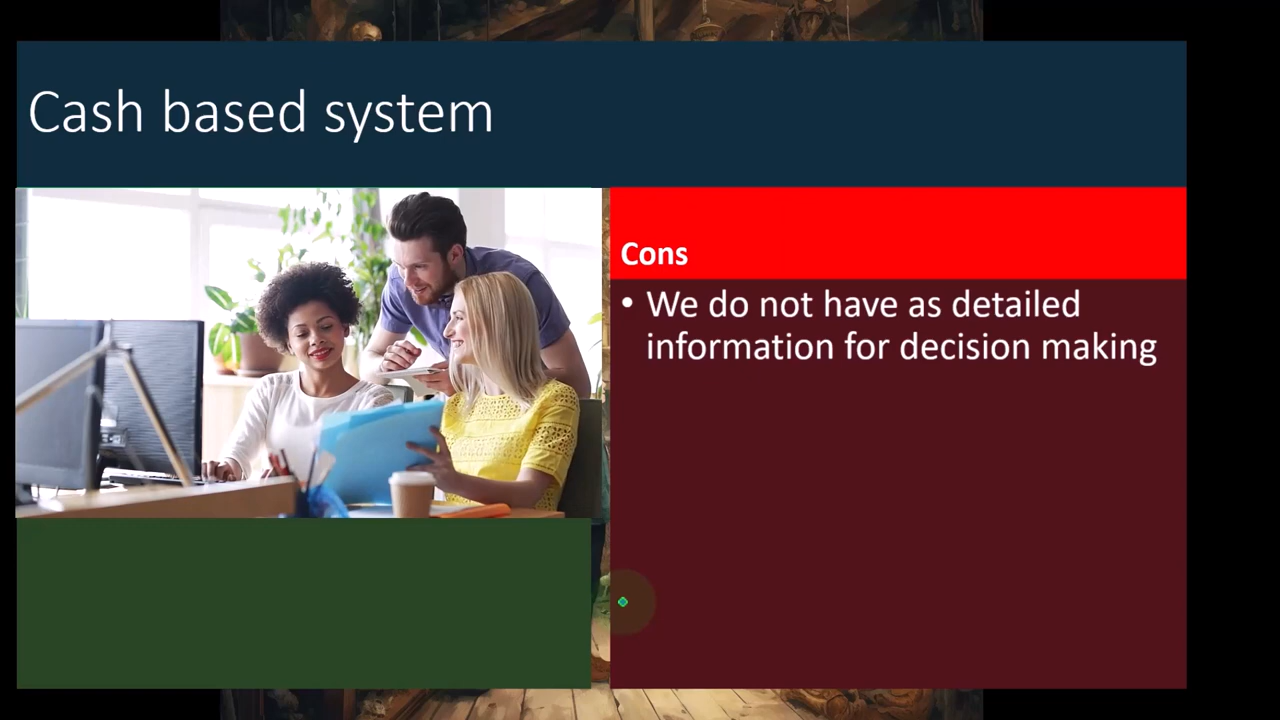 Cash based system
Cons
• We do not have as detailed
information for decision making